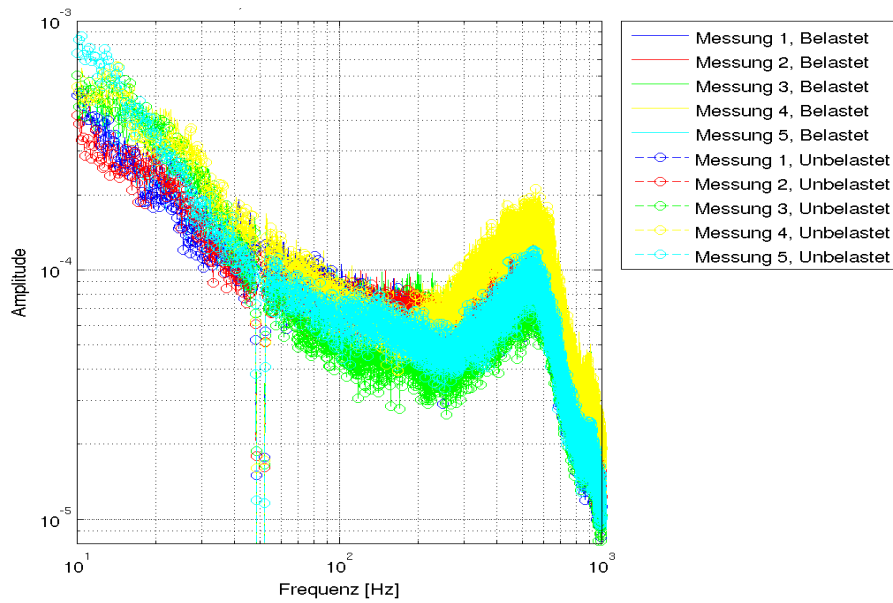 10-3
10-4
10-5
Amplitude
101
102
103
Frequenz [Hz]
Messung 1, Belastet
Messung 2, Belastet
Messung 3, Belastet
Messung 4, Belastet
Messung 5, Belastet
Messung 1, Unbelastet
Messung 2, Unbelastet
Messung 3, Unbelastet
Messung 4, Unbelastet
Messung 5, Unbelastet